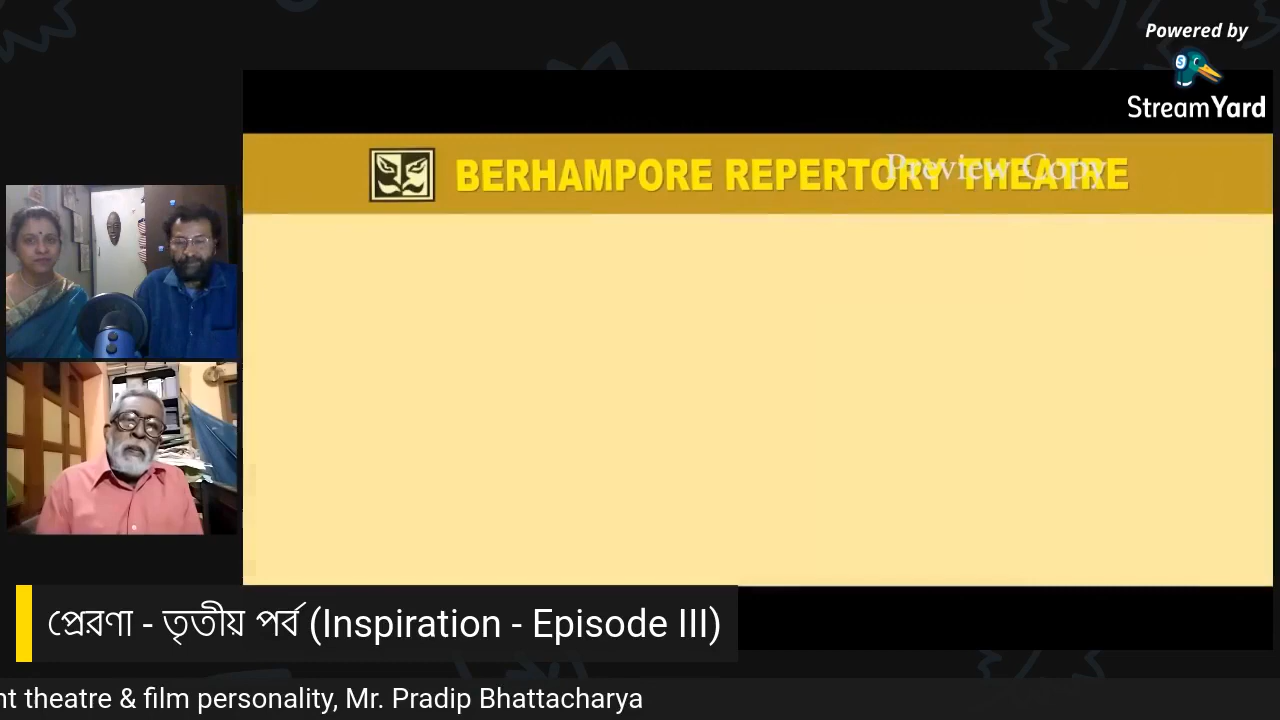 Powered by
StreamYard
BERHAMPORE REPERTORY THEATRE
Preview Copy
প্রেরণা - তৃতীয় পর্ব (Inspiration - Episode III)
nt theatre & film personality, Mr. Pradip Bhattacharya